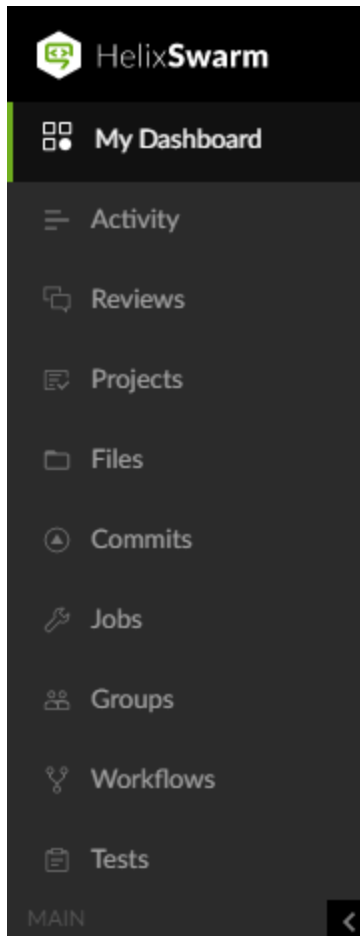 HelixSwarm
My Dashboard
Activity
Reviews
Projects
Files
Commits
Jobs
Groups
Workflows
Tests
MAIN